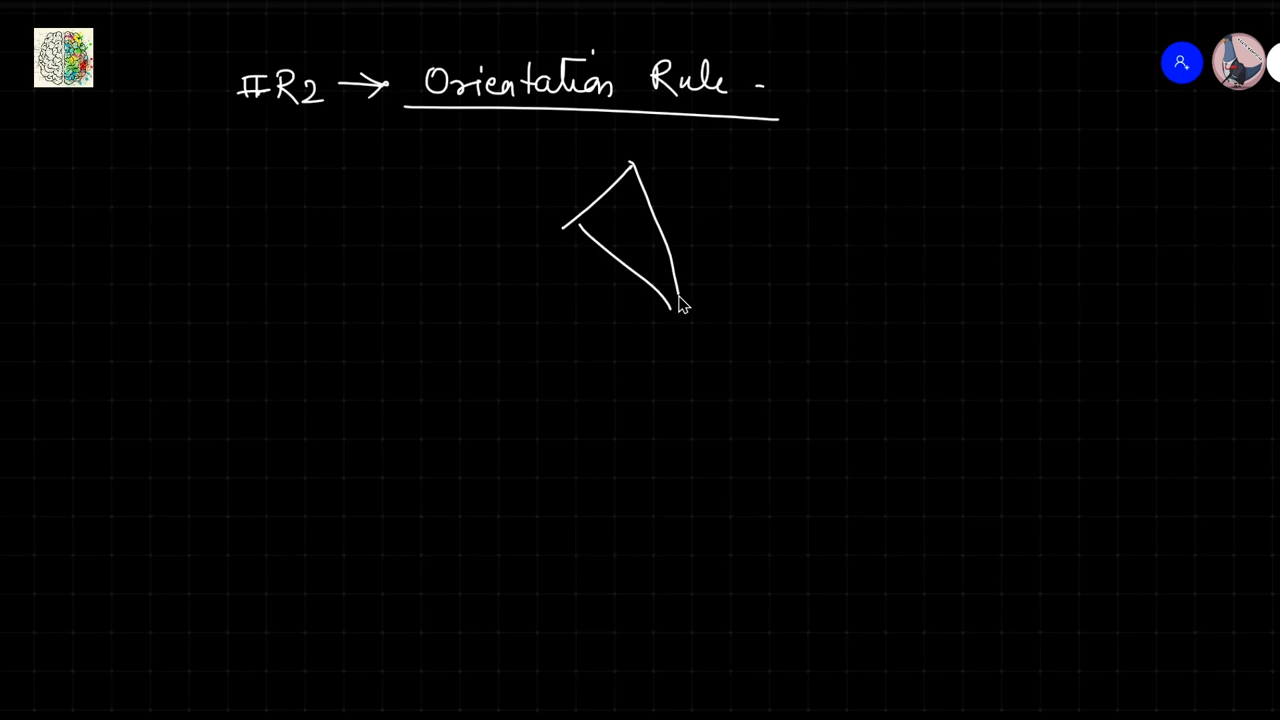 #R2 → Orientation Rule -